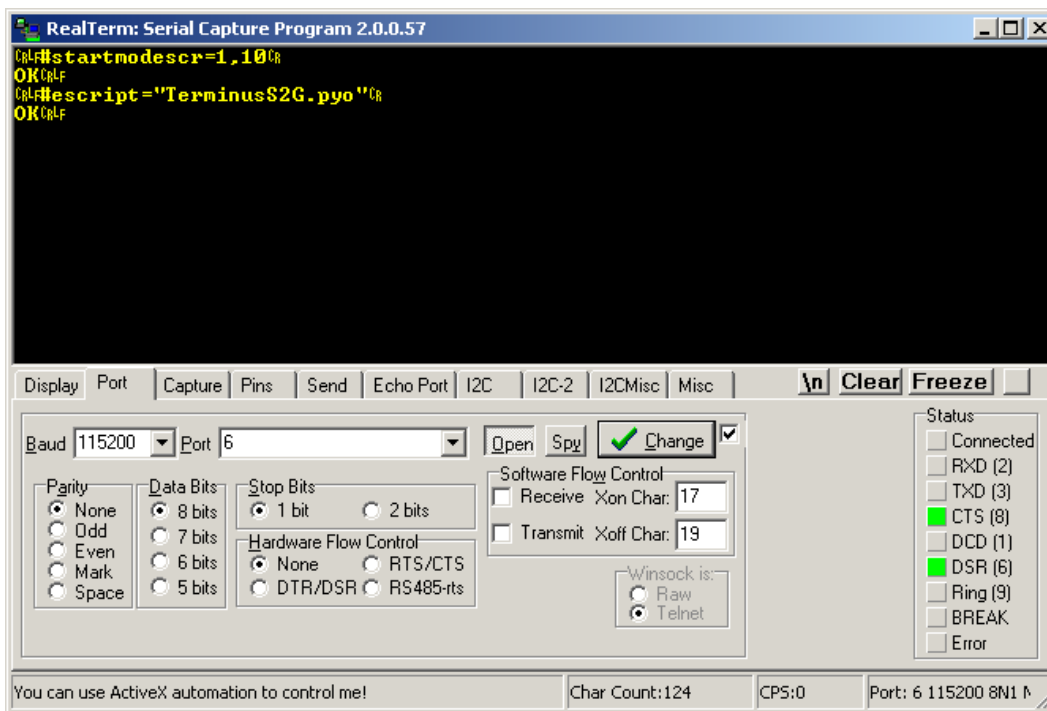 RealTerm: Serial Capture Program 2.0.0.57
CRLF#startmodescr=1,10CR
OKCRLF
CRLF#escript="TerminusS2G.pyo"CR
OKCRLF
Display Port Capture Pins Send Echo Port I2C I2C-2 I2CMisc Misc \n Clear Freeze
Status
Baud 115200 Port 6 Open Spy Change Connected
RXD (2)
Parity Data Bits Stop Bits Software Flow Control
None 8 bits 1 bit 2 bits Receive Xon Char: 17 TXD (3)
Odd 7 bits Transmit Xoff Char: 19 CTS (8)
Even Hardware Flow Control DCD (1)
Mark 6 bits None RTS/CTS Winsock is: DSR (6)
Space 5 bits DTR/DSR RS485-rts Raw Ring (9)
Telnet BREAK
Error
You can use ActiveX automation to control me! Char Count:124 CPS:0 Port: 6 115200 8N1